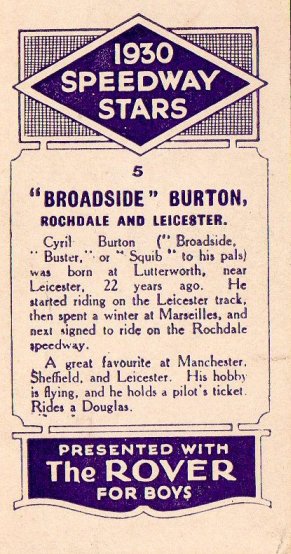 1930
SPEEDWAY
STARS
5
"BROADSIDE" BURTON,
ROCHDALE AND LEICESTER.
Cyril Burton ("Broadside,
"Buster," or "Squib" to his pals)
was born at Lutterworth, near
Leicester, 22 years ago. He
started riding on the Leicester track,
then spent a winter at Marseilles, and
next signed to ride on the Rochdale
speedway.
A great favourite at Manchester,
Sheffield, and Leicester. His hobby
is flying, and he holds a pilot's ticket.
Rides a Douglas.
PRESENTED WITH
The ROVER
FOR BOYS